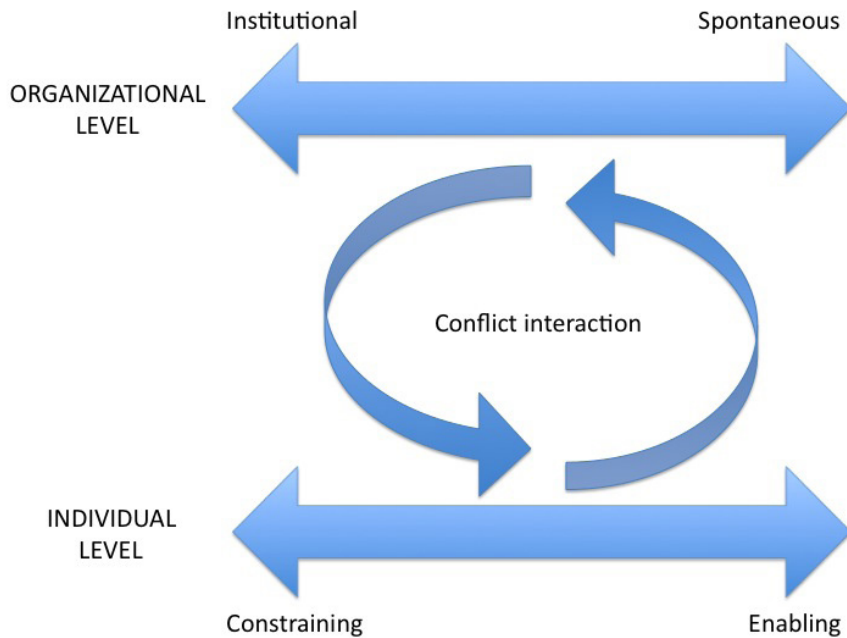 Institutional
Spontaneous
ORGANIZATIONAL
LEVEL
Conflict interaction
INDIVIDUAL
LEVEL
Constraining
Enabling